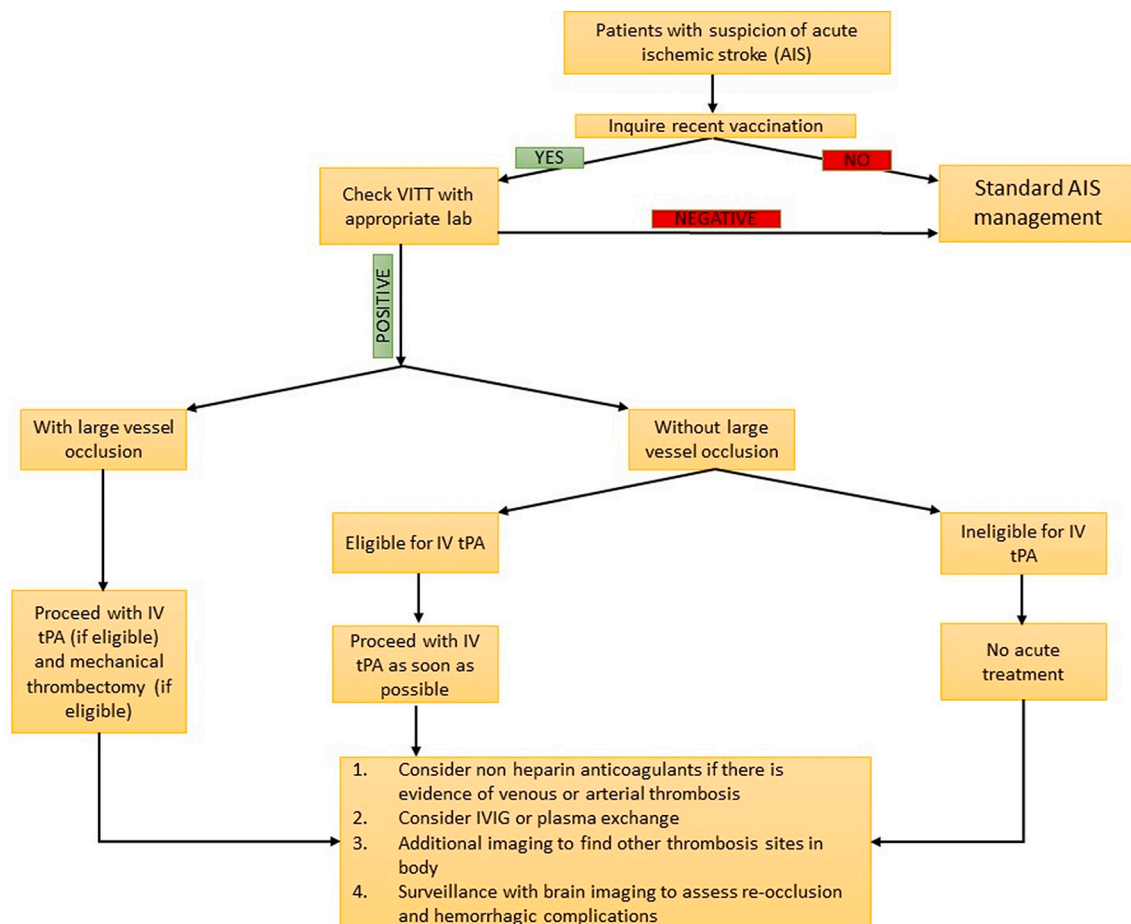 Patients with suspicion of acute
ischemic stroke (AIS)
Inquire recent vaccination
YES
NO
Check VITT with
appropriate lab
NEGATIVE
Standard AIS
management
POSITIVE
With large vessel
occlusion
Without large
vessel occlusion
Eligible for IV tPA
Ineligible for IV
tPA
Proceed with IV
tPA (if eligible)
and mechanical
thrombectomy (if
eligible)
Proceed with IV
tPA as soon as
possible
No acute
treatment
1. Consider non heparin anticoagulants if there is
evidence of venous or arterial thrombosis
2. Consider IVIG or plasma exchange
3. Additional imaging to find other thrombosis sites in
body
4. Surveillance with brain imaging to assess re-occlusion
and hemorrhagic complications